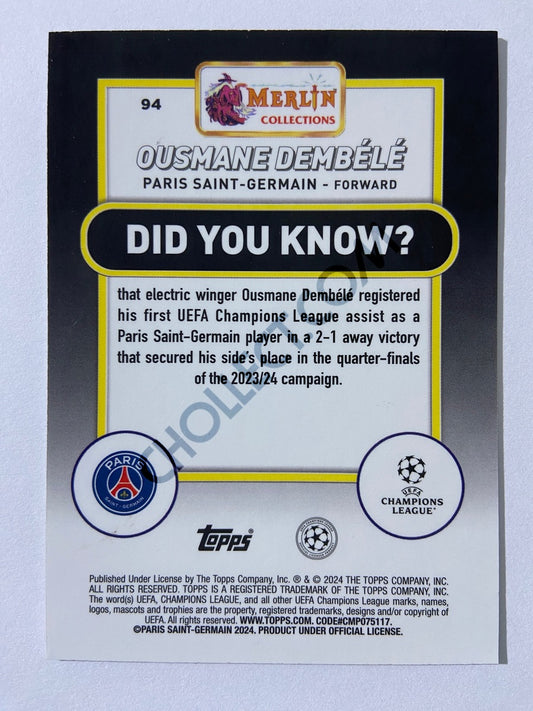 94
MERLIN
COLLECTIONS
OUSMANE DEMBÉLÉ
PARIS SAINT-GERMAIN - FORWARD
DID YOU KNOW?
that electric winger Ousmane Dembélé registered
his first UEFA Champions League assist as a
Paris Saint-Germain player in a 2-1 away victory
that secured his side's place in the quarter-finals
of the 2023/24 campaign.
CHOLLECT.COM
PARIS
SAINT-GERMAIN
UEFA
CHAMPIONS
LEAGUE
topps
Published Under License by The Topps Company, Inc. ® & © 2024 THE TOPPS COMPANY, INC.
ALL RIGHTS RESERVED. TOPPS IS A REGISTERED TRADEMARK OF THE TOPPS COMPANY, INC.
The word(s) UEFA, CHAMPIONS LEAGUE, and all other UEFA Champions League marks, names,
logos, mascots and trophies are the property, registered trademarks, designs and/or copyright of
UEFA. All rights reserved. WWW.TOPPS.COM. CODE#CMP075117.
©PARIS SAINT-GERMAIN 2024. PRODUCT UNDER OFFICIAL LICENSE.